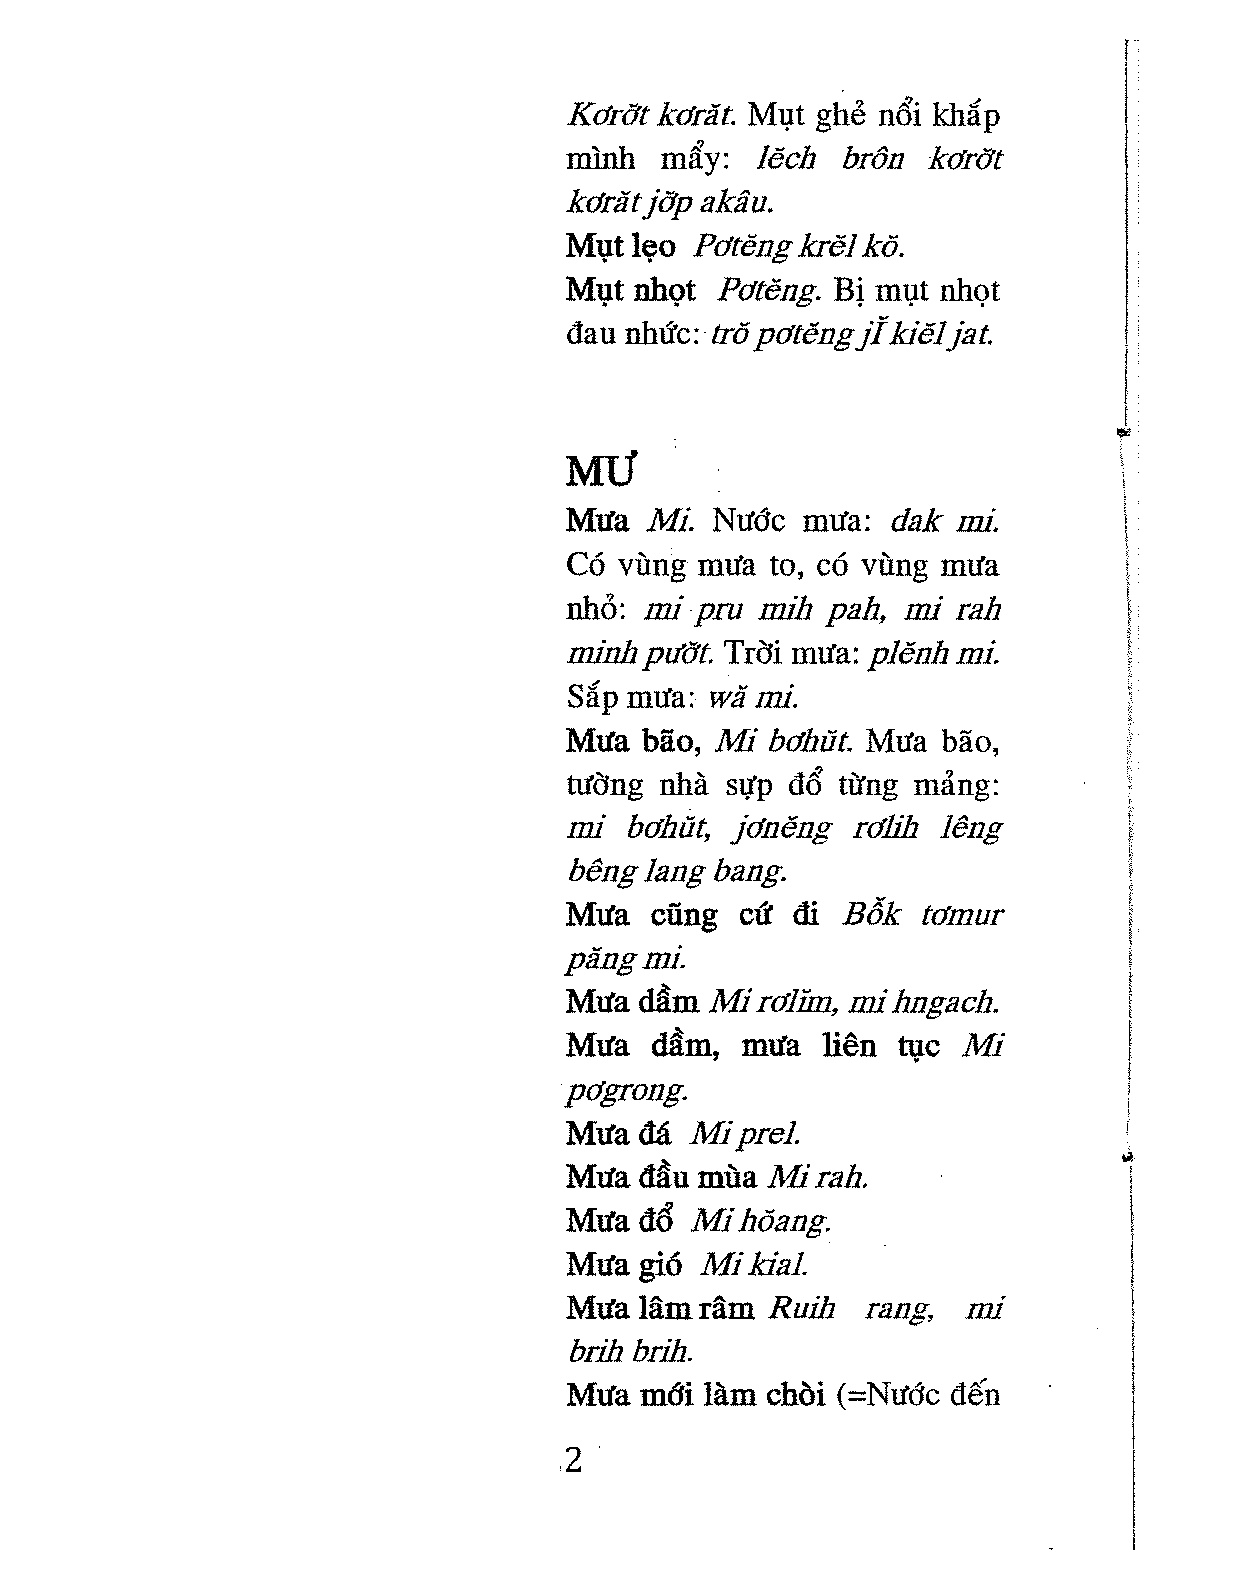 Kơrơ̆t kơrăt. Mụt ghẻ nổi khắp
mình mẩy: lĕch brôn kơrơ̆t
kơrăt jơ̆p akâu.
Mụt lẹo Pơtĕng krĕl kŏ.
Mụt nhọt Pơtĕng. Bị mụt nhọt
đau nhức: trŏ pơtĕng jĭ kiĕl jat.
MƯ
Mưa Mi. Nước mưa: dak mi.
Có vùng mưa to, có vùng mưa
nhỏ: mi pru mih pah, mi rah
minh pươ̆t. Trời mưa: plĕnh mi.
Sắp mưa: wă mi.
Mưa bão, Mi bơhŭt. Mưa bão,
tường nhà sựp đổ từng mảng:
mi bơhŭt, jơnĕng rơlih lêng
bêng lang bang.
Mưa cũng cứ đi Bô̆k tơmur
păng mi.
Mưa dầm Mi rơlĭm, mi hngach.
Mưa dầm, mưa liên tục Mi
pơgrong.
Mưa đá Mi prel.
Mưa đầu mùa Mi rah.
Mưa đổ Mi hŏang.
Mưa gió Mi kial.
Mưa lâm râm Ruih rang, mi
brih brih.
Mưa mới làm chòi (=Nước đến
2